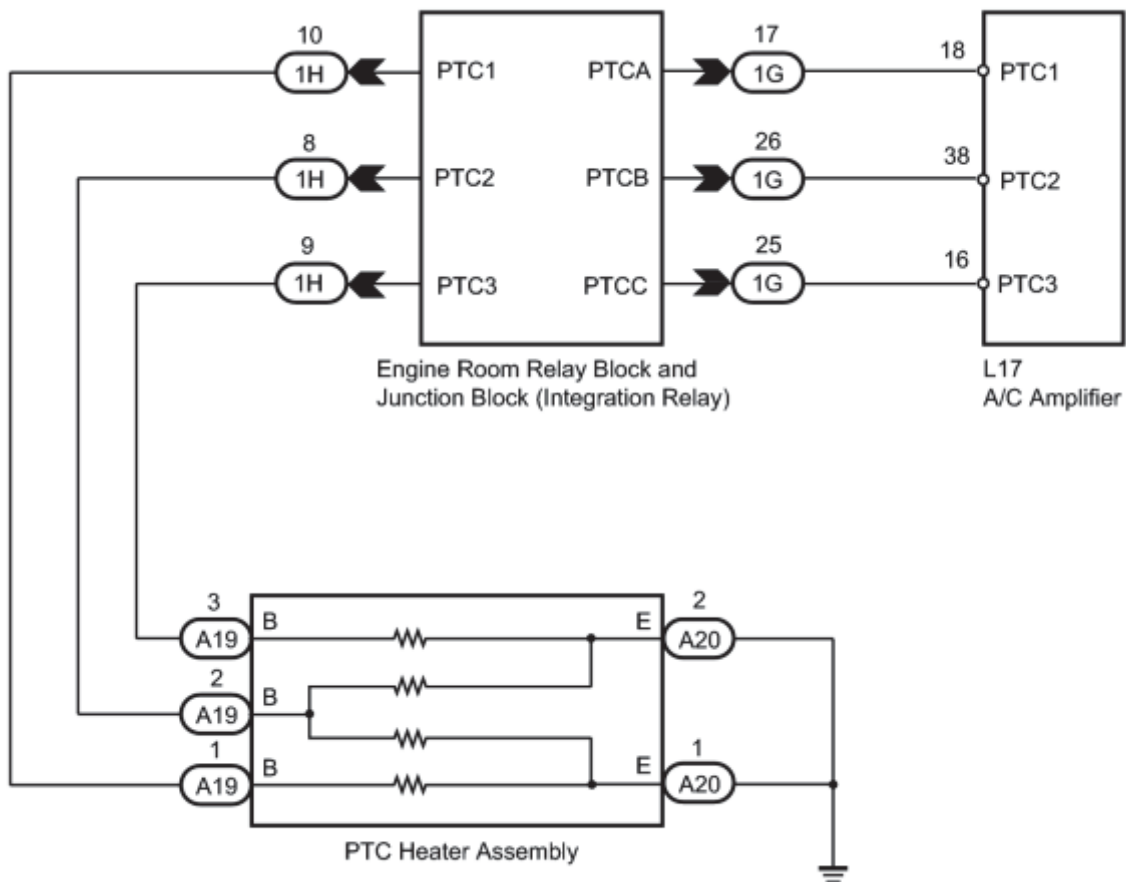 10
17
1H
PTC1
PTCA
1G
18
PTC1
8
26
1H
PTC2
PTCB
1G
38
PTC2
9
25
1H
PTC3
PTCC
1G
16
PTC3
Engine Room Relay Block and
Junction Block (Integration Relay)
L17
A/C Amplifier
3
2
A19
B
E
A20
2
A19
B
1
1
A19
B
E
A20
PTC Heater Assembly